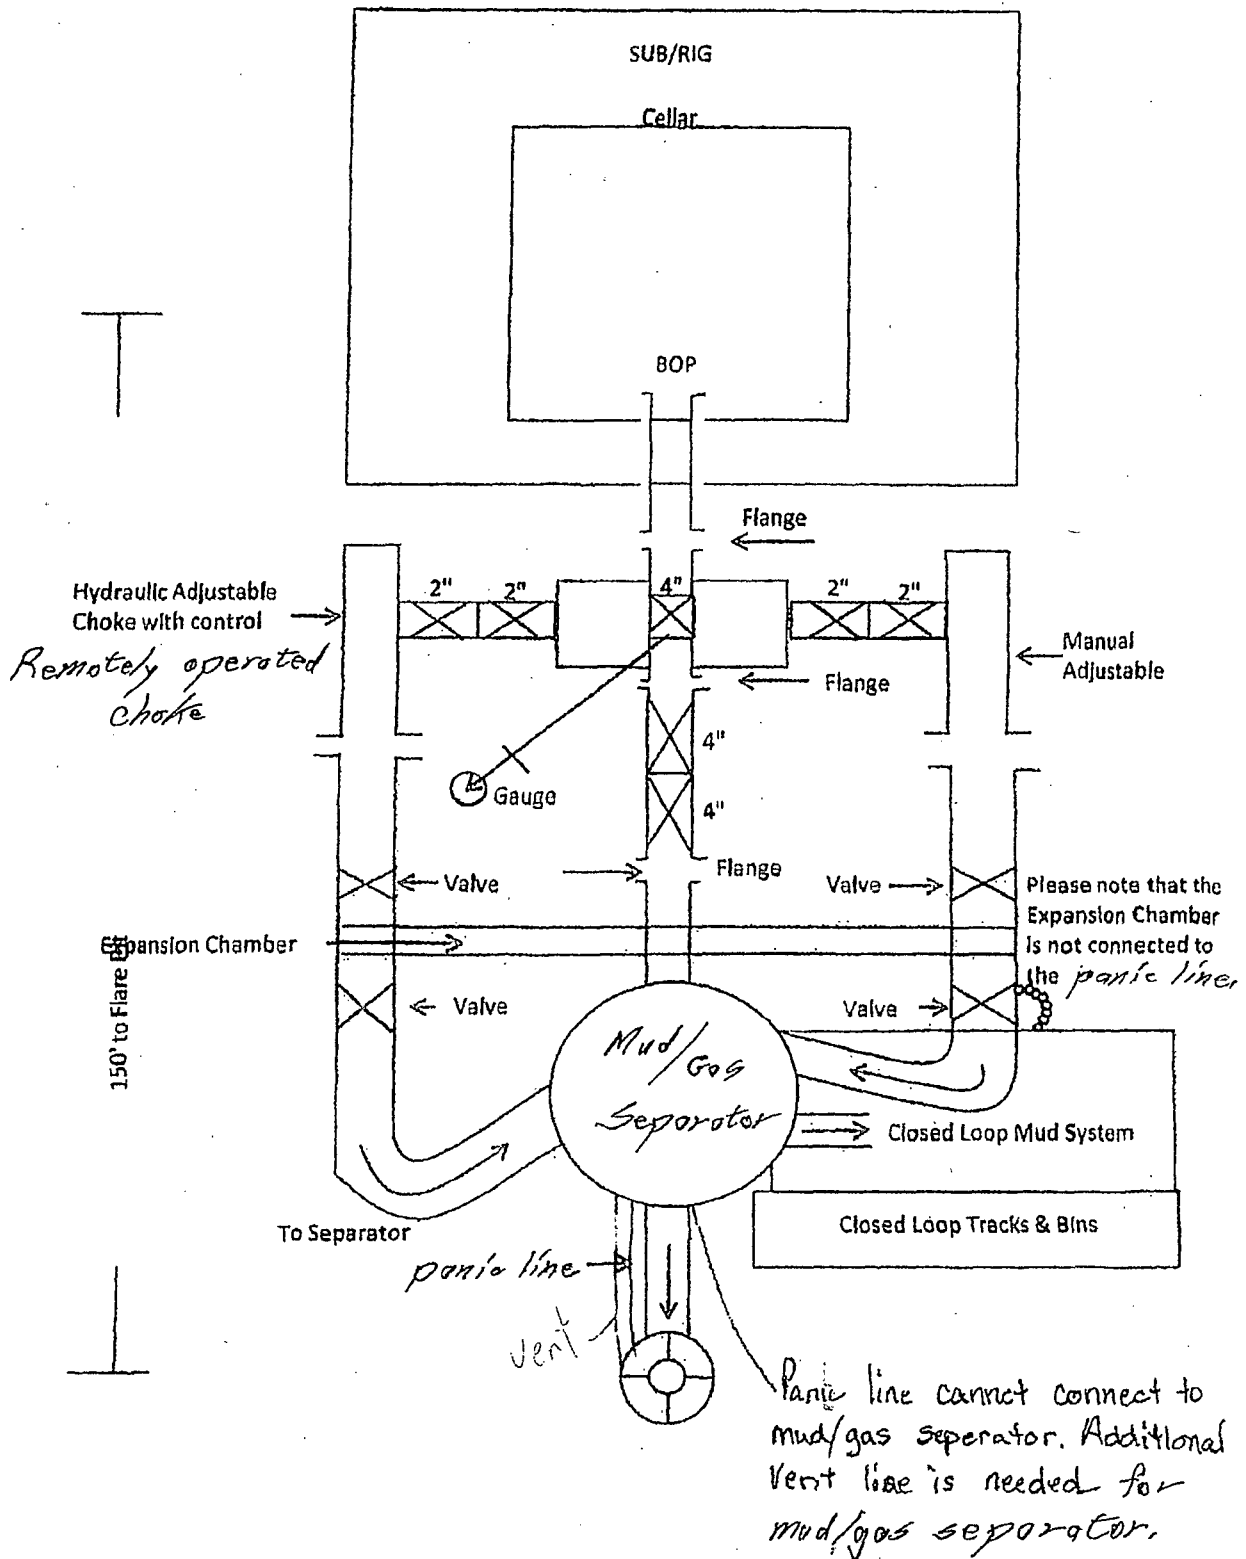 SUB/RIG
Cellar
BOP
Flange
2"
2"
4"
2"
2"
Hydraulic Adjustable
Choke with control
Remotely operated
choke
Manual
Adjustable
Flange
4"
Gauge
4"
Valve
Flange
Valve
Please note that the
Expansion Chamber
is not connected to
the panic line.
Expansion Chamber
150' to Flare
Valve
Valve
Mud/
Gas
Separator
Closed Loop Mud System
To Separator
Closed Loop Tracks & Bins
panic line
vent
Panic line cannot connect to
mud/gas seperator. Additional
Vent line is needed for
mud/gas separator.